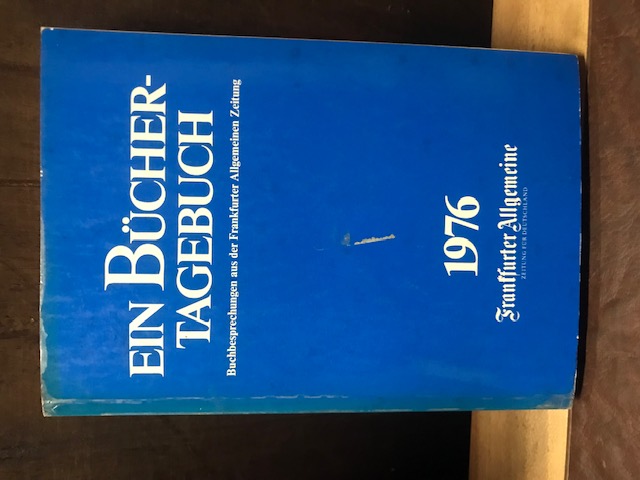 EIN BÜCHER-
TAGEBUCH
Buchbesprechungen aus der Frankfurter Allgemeinen Zeitung
1976
Frankfurter Allgemeine
ZEITUNG FÜR DEUTSCHLAND